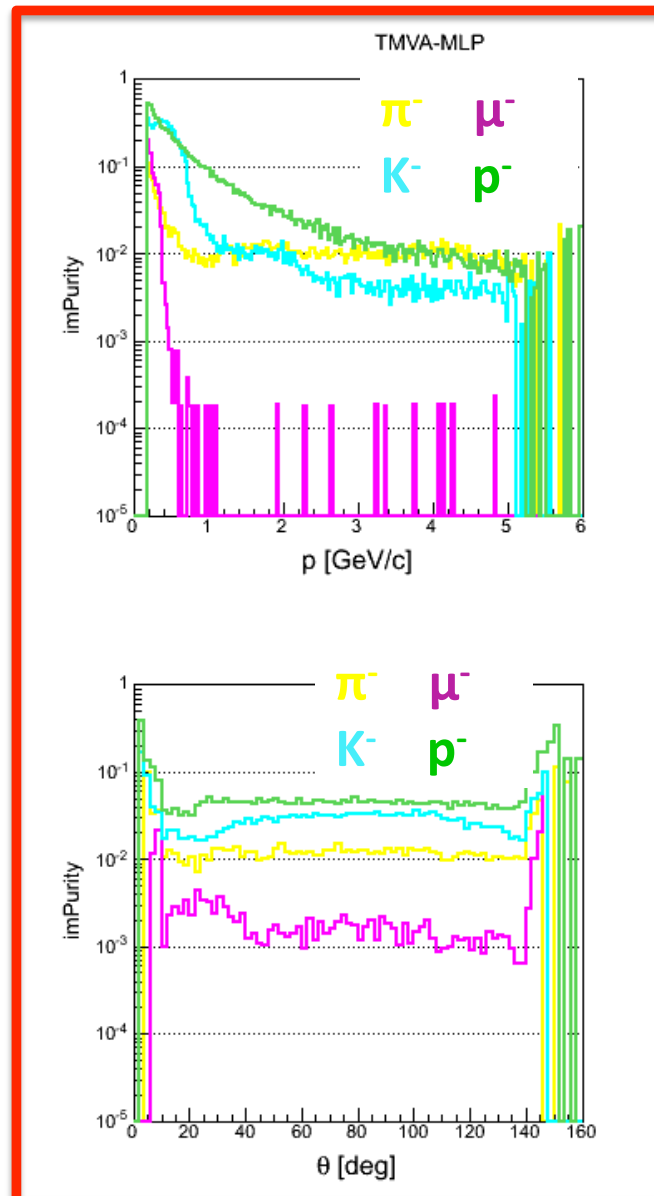 TMVA-MLP
π⁻ μ⁻
K⁻ p⁻
imPurity
1
10⁻¹
10⁻²
10⁻³
10⁻⁴
10⁻⁵
0 1 2 3 4 5 6
p [GeV/c]
π⁻ μ⁻
K⁻ p⁻
imPurity
1
10⁻¹
10⁻²
10⁻³
10⁻⁴
10⁻⁵
0 20 40 60 80 100 120 140 160
θ [deg]